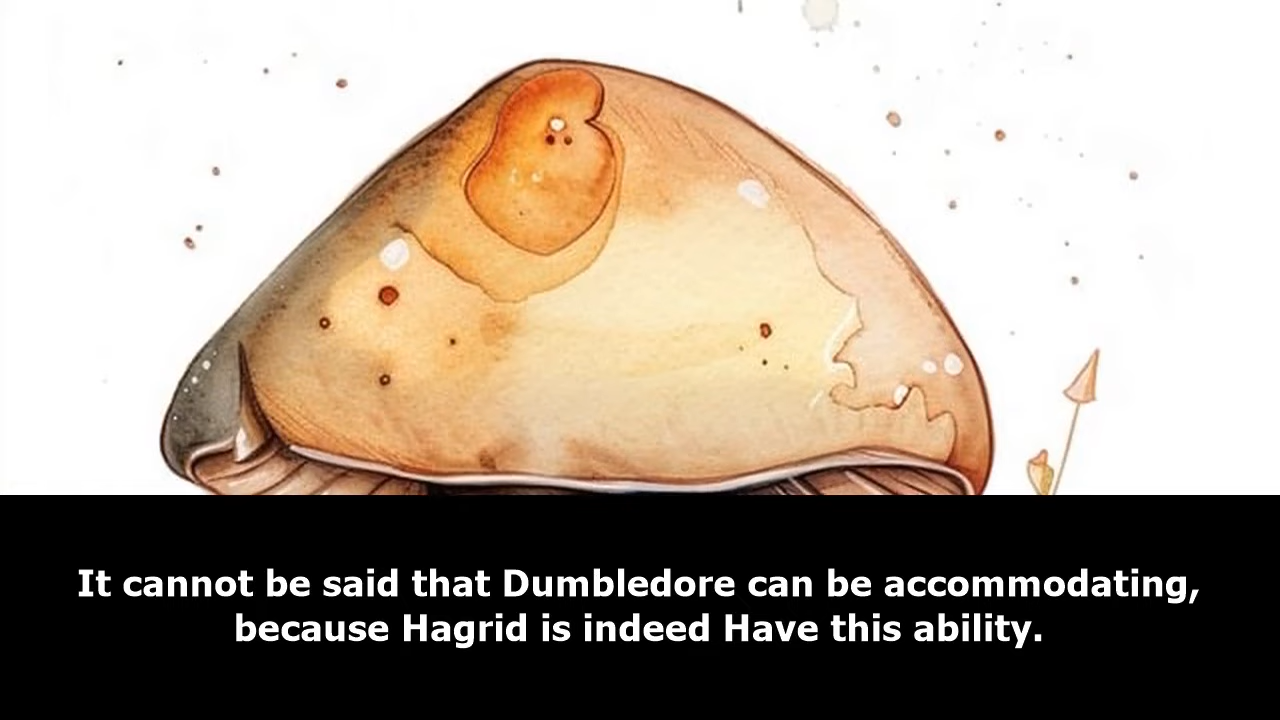 It cannot be said that Dumbledore can be accommodating,
because Hagrid is indeed Have this ability.